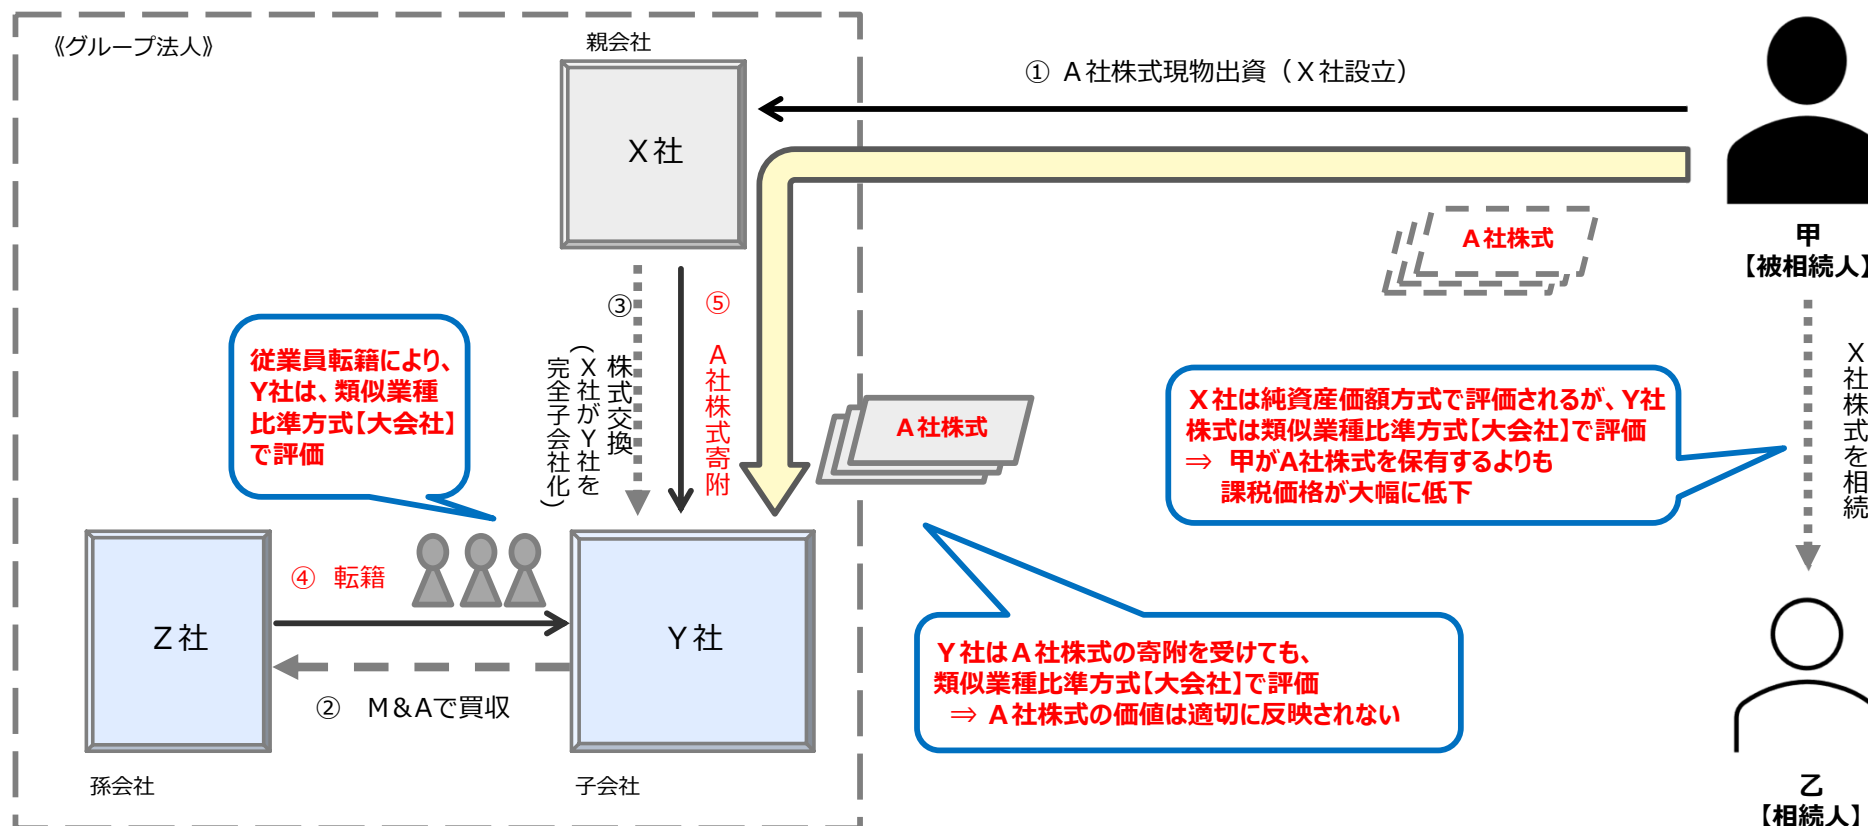 《グループ法人》
親会社
X社
① A社株式現物出資（X社設立）
甲
【被相続人】
A社株式
③
株式交換
（X社がY社を
完全子会社化）
⑤
A社株式寄附
従業員転籍により、
Y社は、類似業種
比準方式【大会社】
で評価
A社株式
X社は純資産価額方式で評価されるが、Y社
株式は類似業種比準方式【大会社】で評価
⇒ 甲がA社株式を保有するよりも
課税価格が大幅に低下
X社株式を相続
Z社
④ 転籍
Y社
② M&Aで買収
孫会社
子会社
Y社はA社株式の寄附を受けても、
類似業種比準方式【大会社】で評価
⇒ A社株式の価値は適切に反映されない
乙
【相続人】